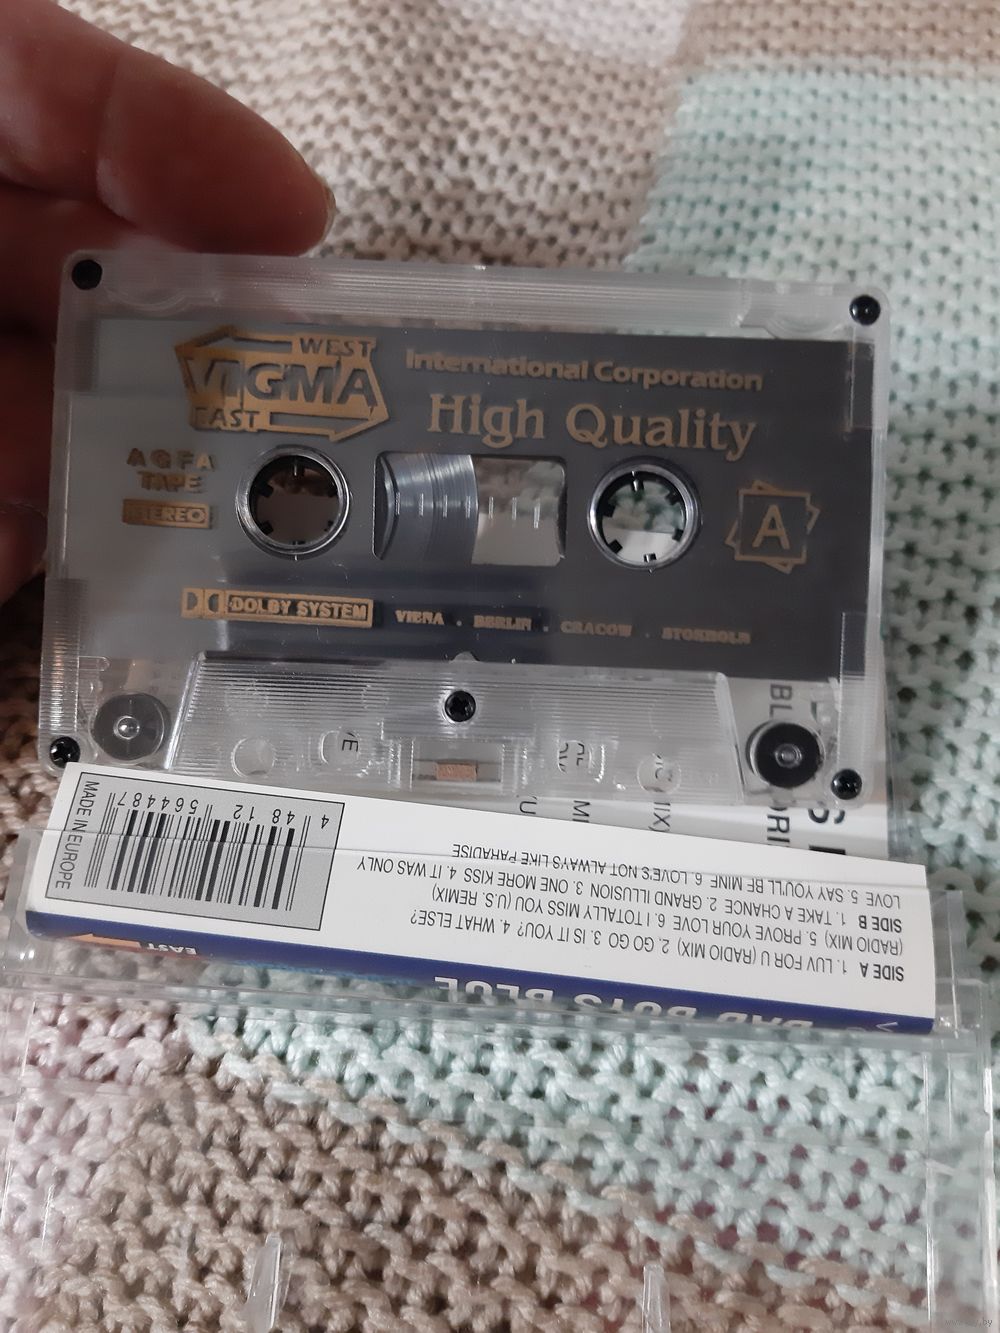 WEST
VIGMA
EAST
International Corporation
High Quality
AGFA
TAPE
STEREO
A
DOLBY SYSTEM
VIENA . BERLIN . CRACOW . STOKHOLM
SIDE A 1. LUV FOR U (RADIO MIX) 2. GO GO 3. IS IT YOU? 4. WHAT ELSE?
(RADIO MIX) 5. PROVE YOUR LOVE 6. I TOTALLY MISS YOU (U.S. REMIX)
SIDE B 1. TAKE A CHANCE 2. GRAND ILLUSION 3. ONE MORE KISS 4. IT WAS ONLY
LOVE 5. SAY YOU'LL BE MINE 6. LOVE'S NOT ALWAYS LIKE PARADISE
4 4812 564487
MADE IN EUROPE
BAD BOYS BLUE
EAST